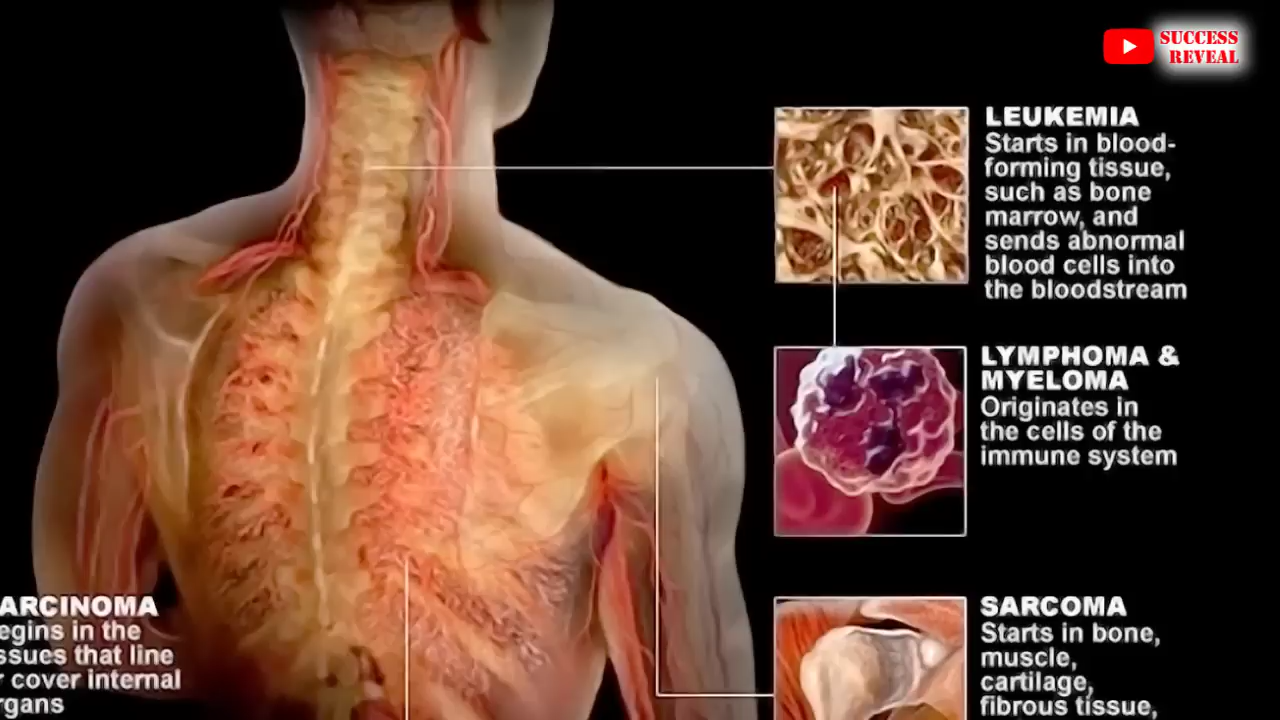 SUCCESS
REVEAL
LEUKEMIA
Starts in blood-
forming tissue,
such as bone
marrow, and
sends abnormal
blood cells into
the bloodstream
LYMPHOMA &
MYELOMA
Originates in
the cells of the
immune system
SARCOMA
Starts in bone,
muscle,
cartilage,
fibrous tissue,
ARCINOMA
egins in the
ssues that line
r cover internal
rgans